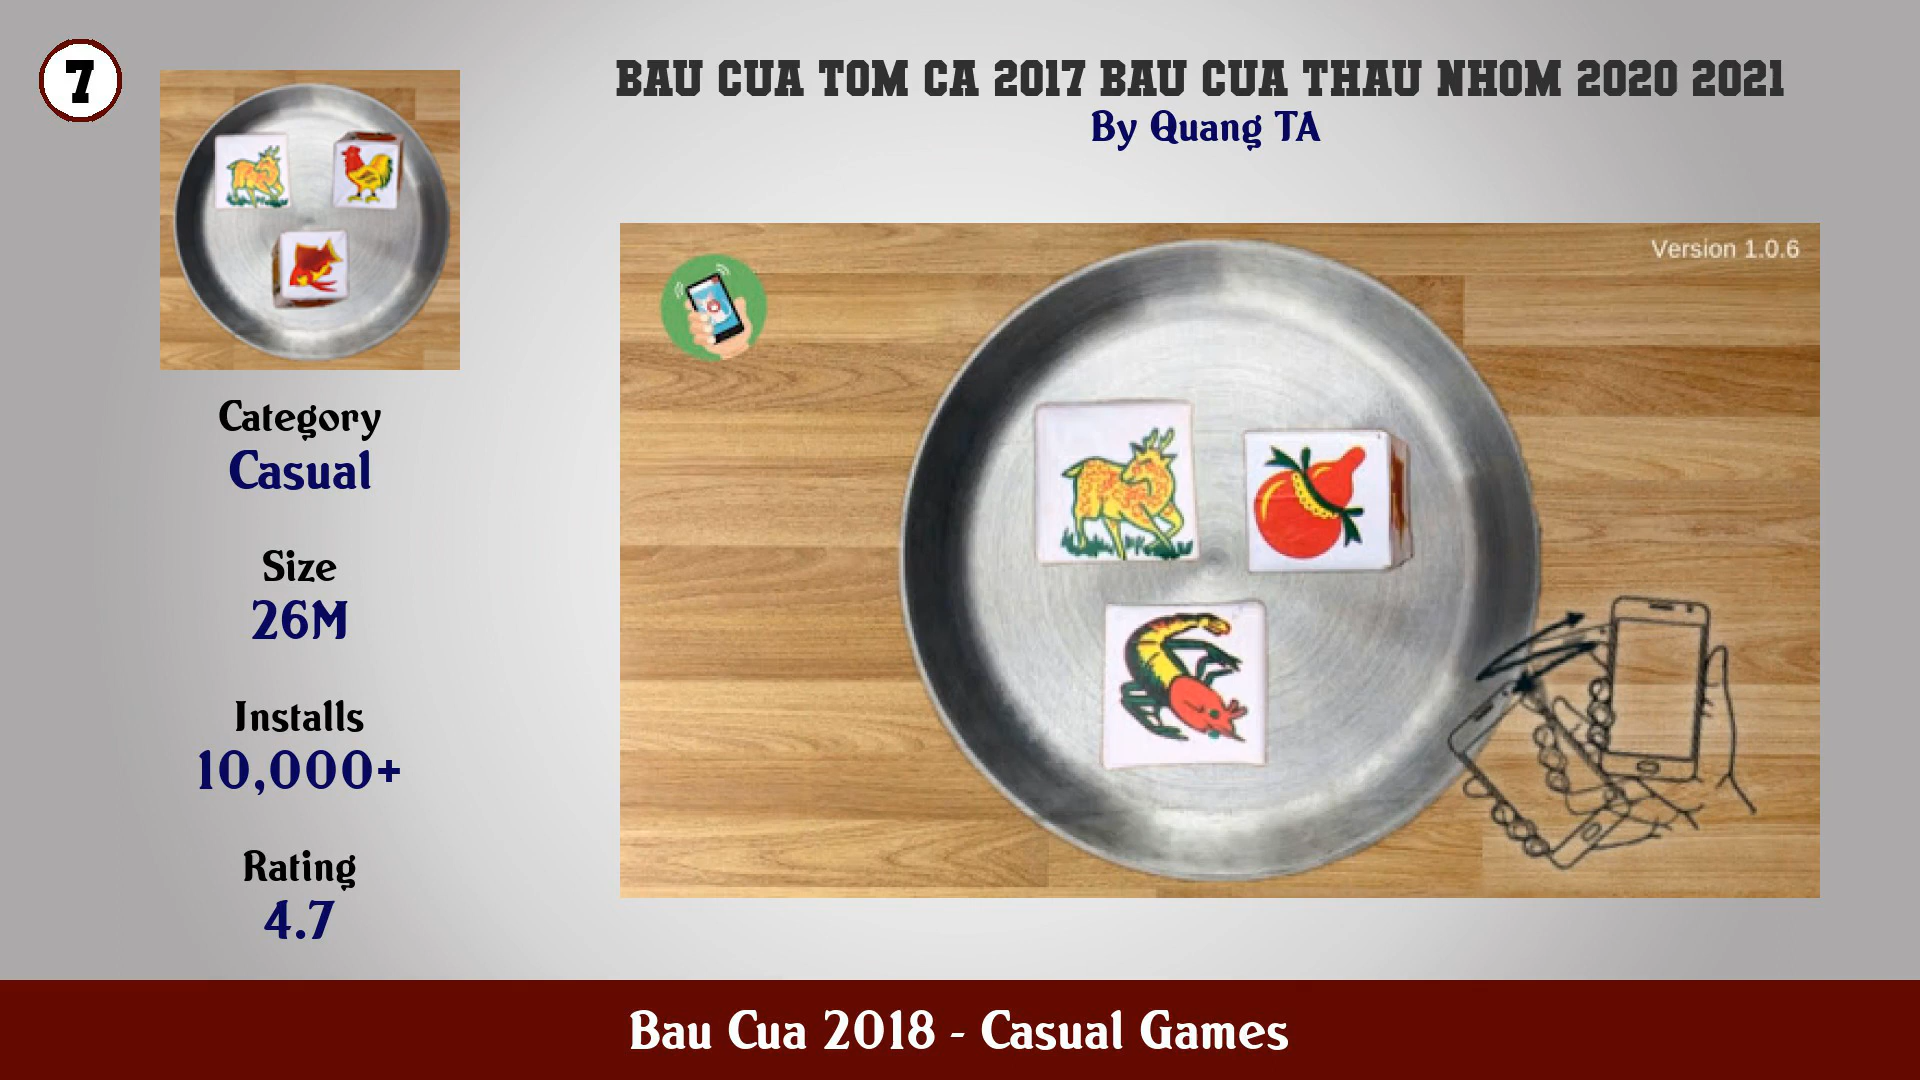 7
BAU CUA TOM CA 2017 BAU CUA THAU NHOM 2020 2021
By Quang TA
Version 1.0.6
Category
Casual
Size
26M
Installs
10,000+
Rating
4.7
Bau Cua 2018 - Casual Games